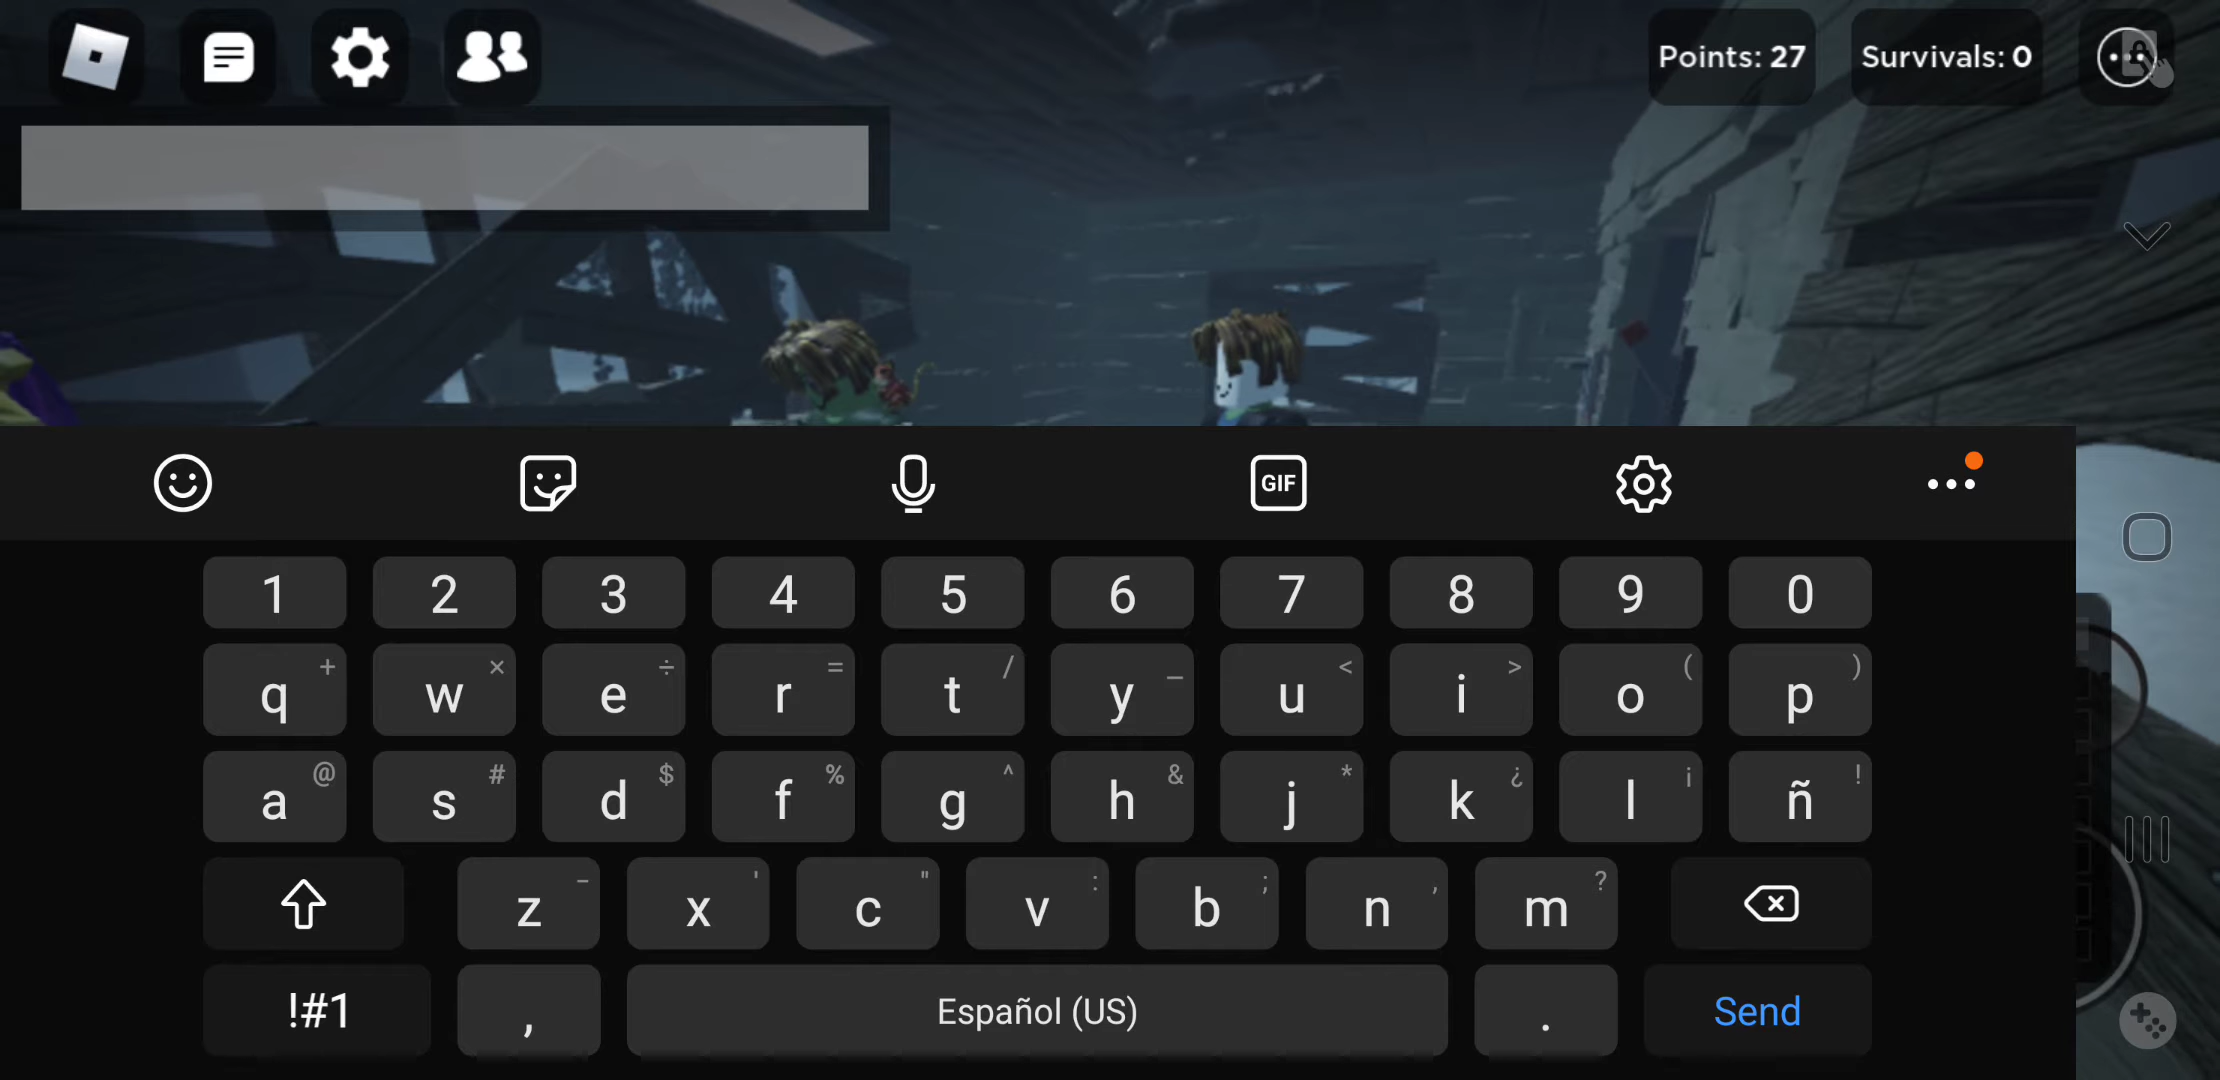 Points: 27
Survivals: 0
GIF
1 2 3 4 5 6 7 8 9 0
q + w × e ÷ r = t / y _ u < i > o ( p )
a @ s # d $ f % g ^ h & j * k ¿ l ¡ ñ !
z - x ' c " v : b ; n , m ?
!#1 , Español (US) . Send